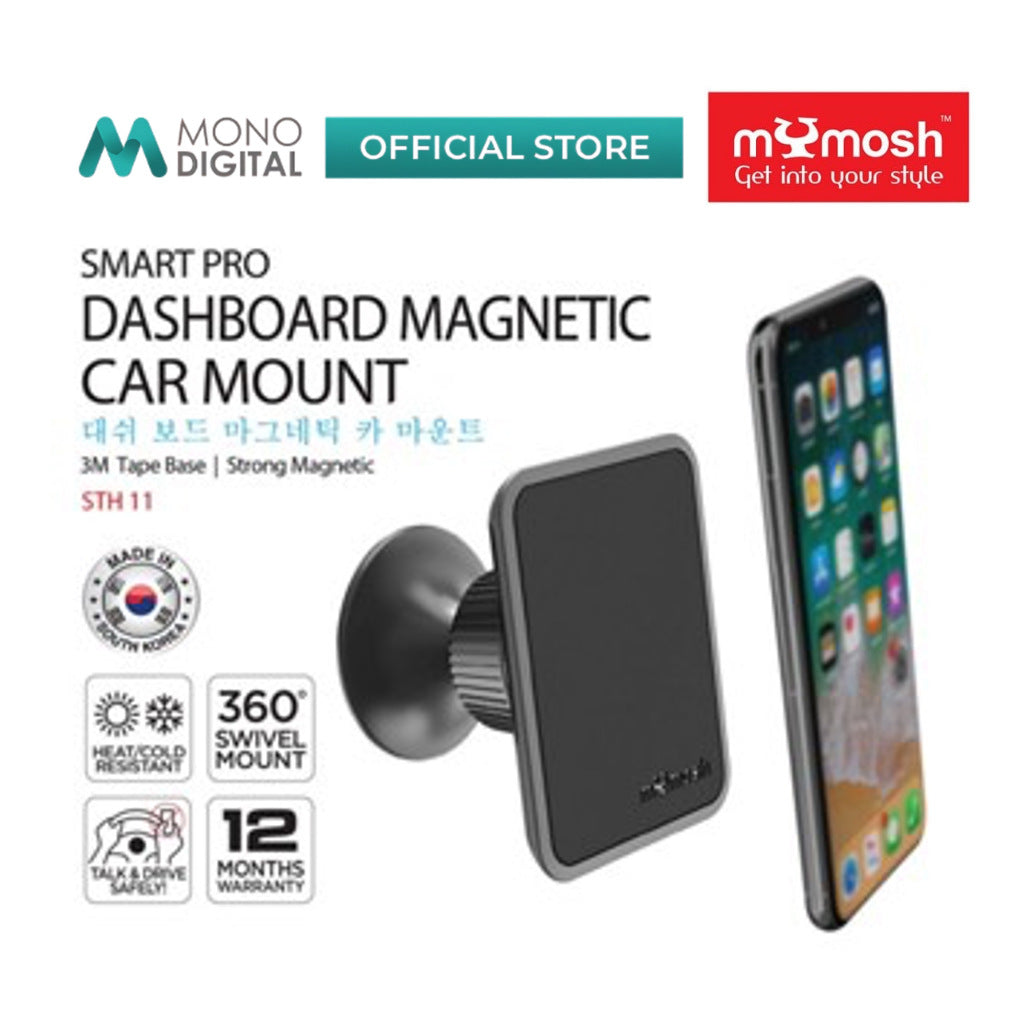 MONO
DIGITAL
OFFICIAL STORE
mymosh™
Get into your style
SMART PRO
DASHBOARD MAGNETIC
CAR MOUNT
대쉬 보드 마그네틱 카 마운트
3M Tape Base | Strong Magnetic
STH 11
MADE IN
SOUTH KOREA
HEAT/COLD
RESISTANT
360°
SWIVEL
MOUNT
TALK & DRIVE
SAFELY!
12
MONTHS
WARRANTY
mymosh